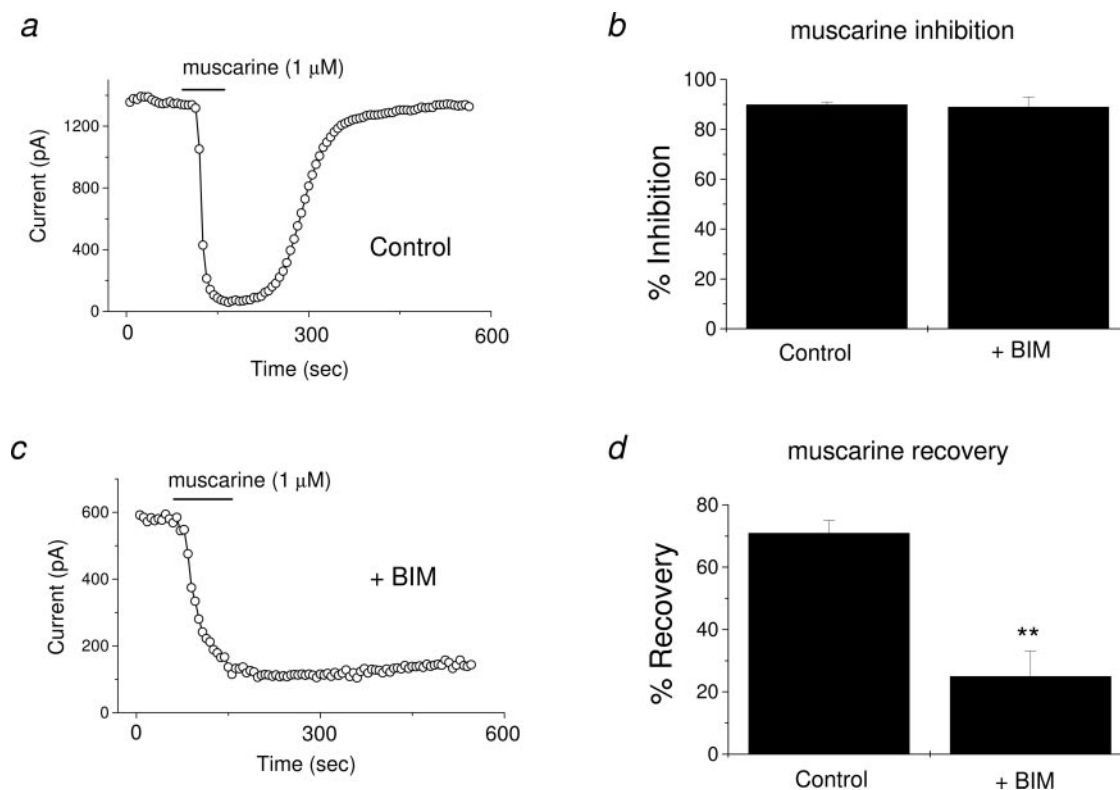 a
muscarine (1 μM)
1200
800
400
0
Current (pA)
Control
0
300
600
Time (sec)
b
muscarine inhibition
100
80
60
40
20
0
% Inhibition
Control
+ BIM
c
muscarine (1 μM)
600
400
200
0
Current (pA)
+ BIM
0
300
600
Time (sec)
d
muscarine recovery
80
60
40
20
0
% Recovery
**
Control
+ BIM